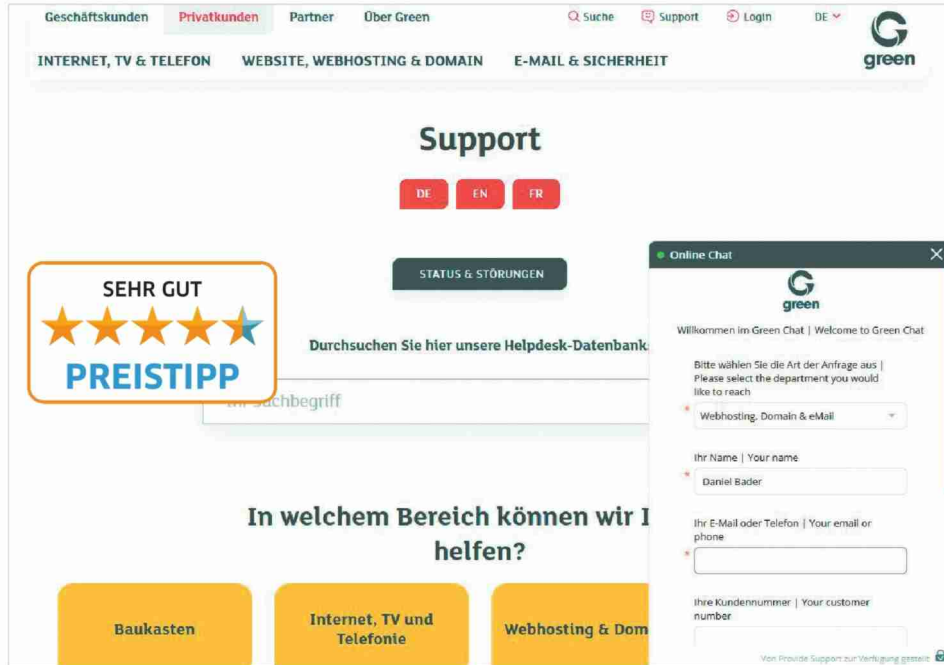 Geschäftskunden Privatkunden Partner Über Green Suche Support Login DE
green
INTERNET, TV & TELEFON WEBSITE, WEBHOSTING & DOMAIN E-MAIL & SICHERHEIT
Support
DE EN FR
STATUS & STÖRUNGEN
SEHR GUT
PREISTIPP
Durchsuchen Sie hier unsere Helpdesk-Datenbank
suchbegriff
In welchem Bereich können wir I
helfen?
Baukasten
Internet, TV und
Telefonie
Webhosting & Dom
Online Chat
green
Willkommen im Green Chat | Welcome to Green Chat
Bitte wählen Sie die Art der Anfrage aus |
Please select the department you would
like to reach
* Webhosting, Domain & eMail
Ihr Name | Your name
* Daniel Bader
Ihr E-Mail oder Telefon | Your email or
phone
*
Ihre Kundennummer | Your customer
number
Von Provide Support zur Verfügung gestellt